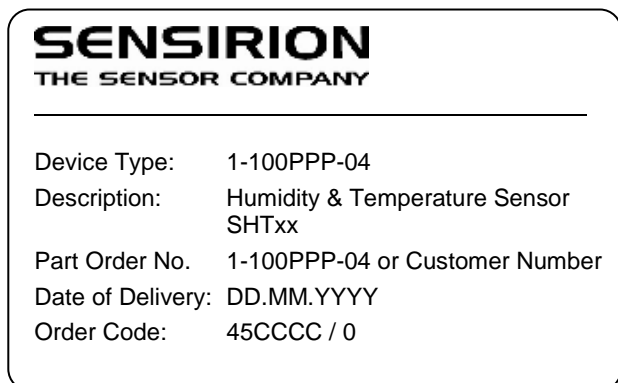 SENSIRION
THE SENSOR COMPANY
Device Type: 1-100PPP-04
Description: Humidity & Temperature Sensor
SHTxx
Part Order No. 1-100PPP-04 or Customer Number
Date of Delivery: DD.MM.YYYY
Order Code: 45CCCC / 0